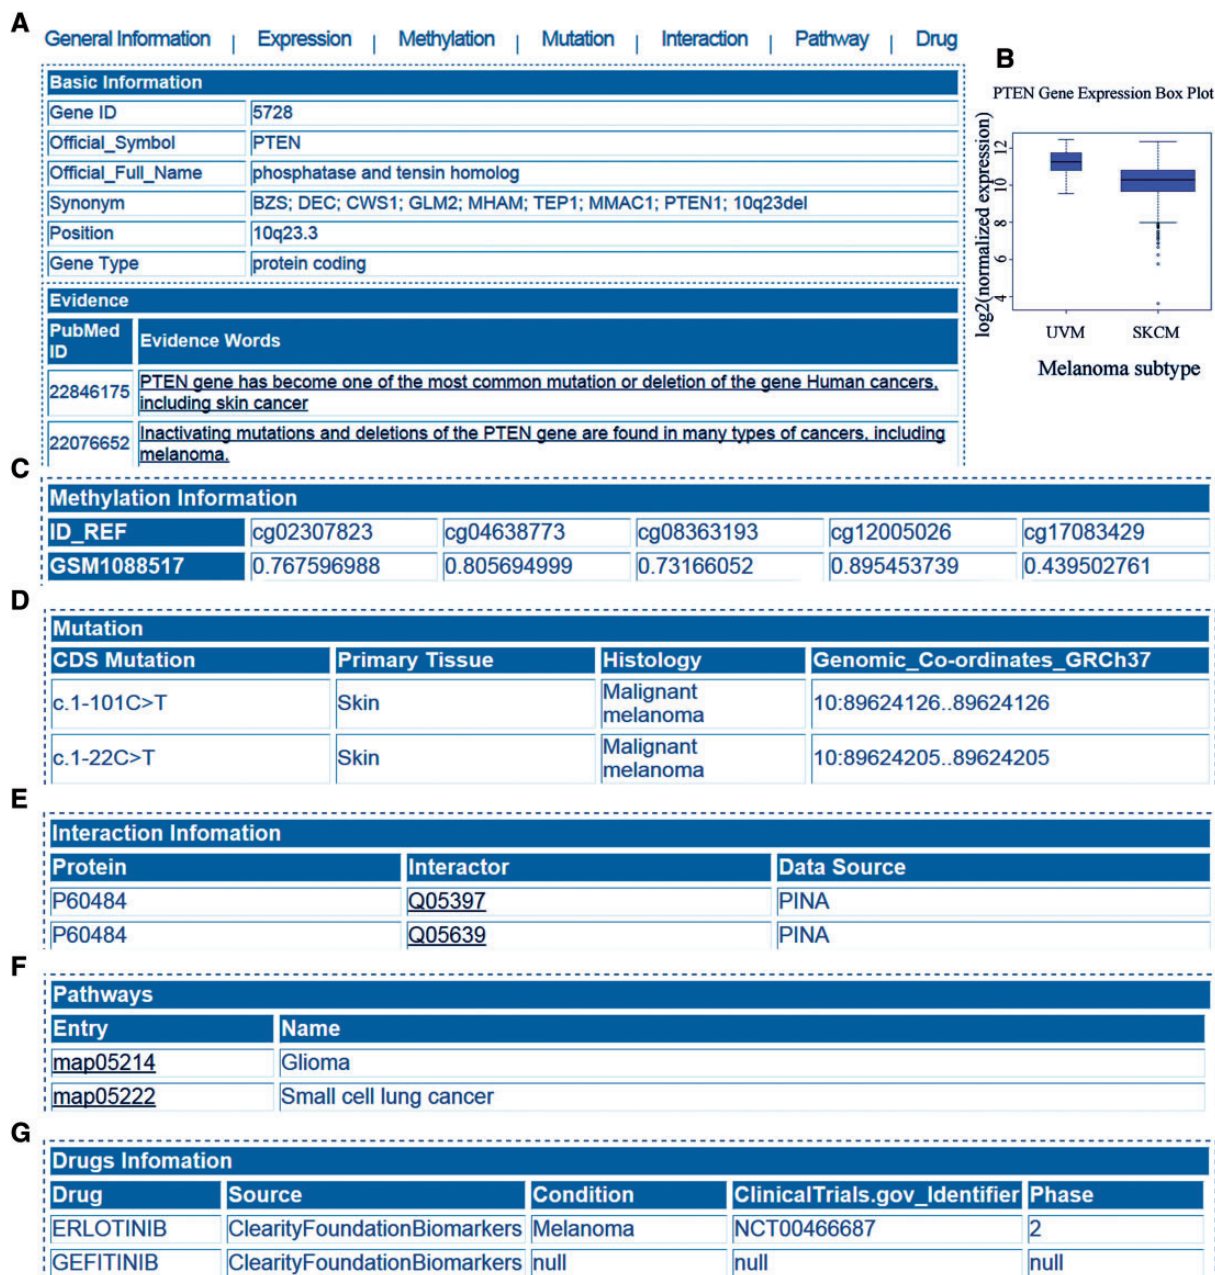 A
General Information | Expression | Methylation | Mutation | Interaction | Pathway | Drug
Basic Information
Gene ID 5728
Official_Symbol PTEN
Official_Full_Name phosphatase and tensin homolog
Synonym BZS; DEC; CWS1; GLM2; MHAM; TEP1; MMAC1; PTEN1; 10q23del
Position 10q23.3
Gene Type protein coding
Evidence
PubMed
ID
Evidence Words
22846175
PTEN gene has become one of the most common mutation or deletion of the gene Human cancers,
including skin cancer
22076652
Inactivating mutations and deletions of the PTEN gene are found in many types of cancers, including
melanoma.
B
PTEN Gene Expression Box Plot
log2(normalized expression)
12
10
8
6
4
UVM SKCM
Melanoma subtype
C
Methylation Information
ID_REF cg02307823 cg04638773 cg08363193 cg12005026 cg17083429
GSM1088517 0.767596988 0.805694999 0.73166052 0.895453739 0.439502761
D
Mutation
CDS Mutation Primary Tissue Histology Genomic_Co-ordinates_GRCh37
c.1-101C>T Skin Malignant
melanoma 10:89624126..89624126
c.1-22C>T Skin Malignant
melanoma 10:89624205..89624205
E
Interaction Infomation
Protein Interactor Data Source
P60484 Q05397 PINA
P60484 Q05639 PINA
F
Pathways
Entry Name
map05214 Glioma
map05222 Small cell lung cancer
G
Drugs Infomation
Drug Source Condition ClinicalTrials.gov_Identifier Phase
ERLOTINIB ClearityFoundationBiomarkers Melanoma NCT00466687 2
GEFITINIB ClearityFoundationBiomarkers null null null